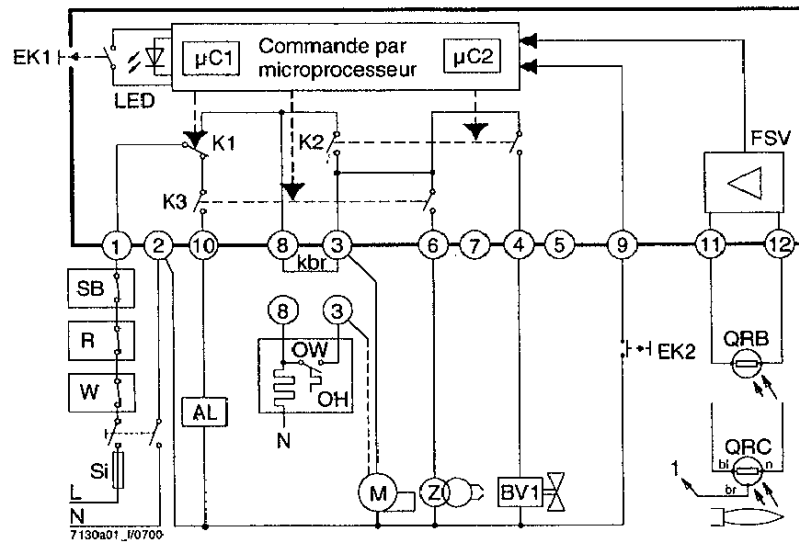 EK1
LED
µC1
Commande par
microprocesseur
µC2
FSV
K1
K2
K3
1
2
10
8
3
6
7
4
5
9
11
12
kbr
SB
R
W
Si
L
N
7130a01_I/0700
AL
8
3
OW
OH
N
M
Z
BV1
EK2
QRB
QRC
bl
n
br
1